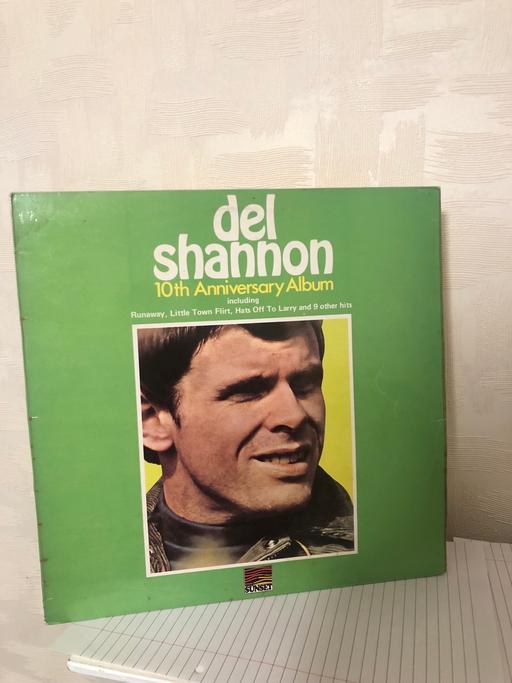 del
shannon
10th Anniversary Album
including
Runaway, Little Town Flirt, Hats Off To Larry and 9 other hits
SUNSET